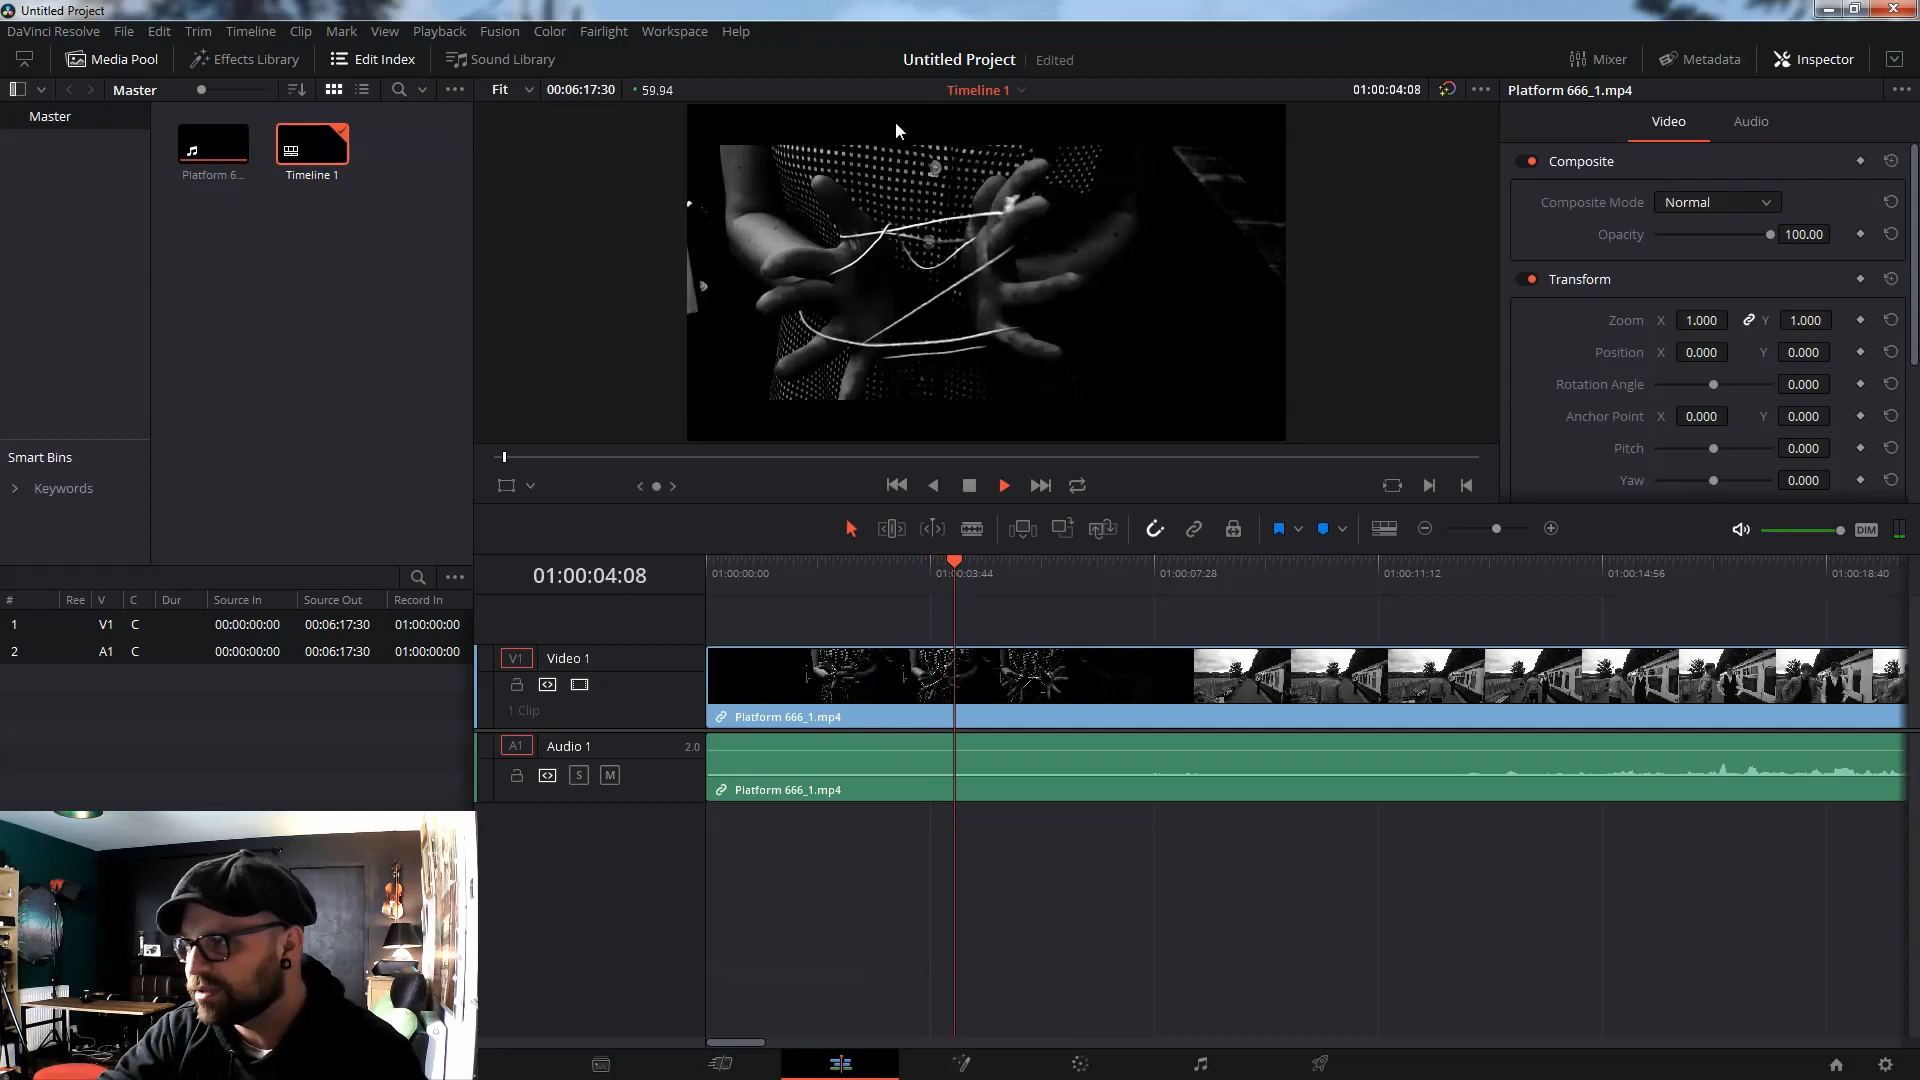 Untitled Project
DaVinci Resolve File Edit Trim Timeline Clip Mark View Playback Fusion Color Fairlight Workspace Help
Media Pool Effects Library Edit Index Sound Library Untitled Project Edited Mixer Metadata Inspector
Master Fit 00:06:17:30 59.94 Timeline 1 01:00:04:08 Platform 666_1.mp4
Master
Video Audio
Platform 6... Timeline 1
Composite
Composite Mode Normal
Opacity 100.00
Transform
Zoom X 1.000 Y 1.000
Position X 0.000 Y 0.000
Rotation Angle 0.000
Anchor Point X 0.000 Y 0.000
Pitch 0.000
Yaw 0.000
Smart Bins
Keywords
DIM
01:00:04:08 01:00:00:00 01:00:03:44 01:00:07:28 01:00:11:12 01:00:14:56 01:00:18:40
# Ree V C Dur Source In Source Out Record In
1 V1 C 00:00:00:00 00:06:17:30 01:00:00:00
2 A1 C 00:00:00:00 00:06:17:30 01:00:00:00
V1 Video 1
1 Clip
Platform 666_1.mp4
A1 Audio 1 2.0
S M
Platform 666_1.mp4